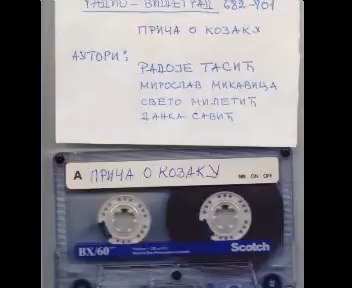 РАДИО - ВИШЕГРАД 682-901
ПРИЧА О КОЗАКУ
АУТОРИ:
РАДОЈЕ ТАСИЋ
МИРОСЛАВ МИКАВИЦА
СВЕТО МИЛЕТИЋ
ДАНКА САВИЋ
A ПРИЧА О КОЗАКУ
NR. ON OFF
BX/60
Scotch